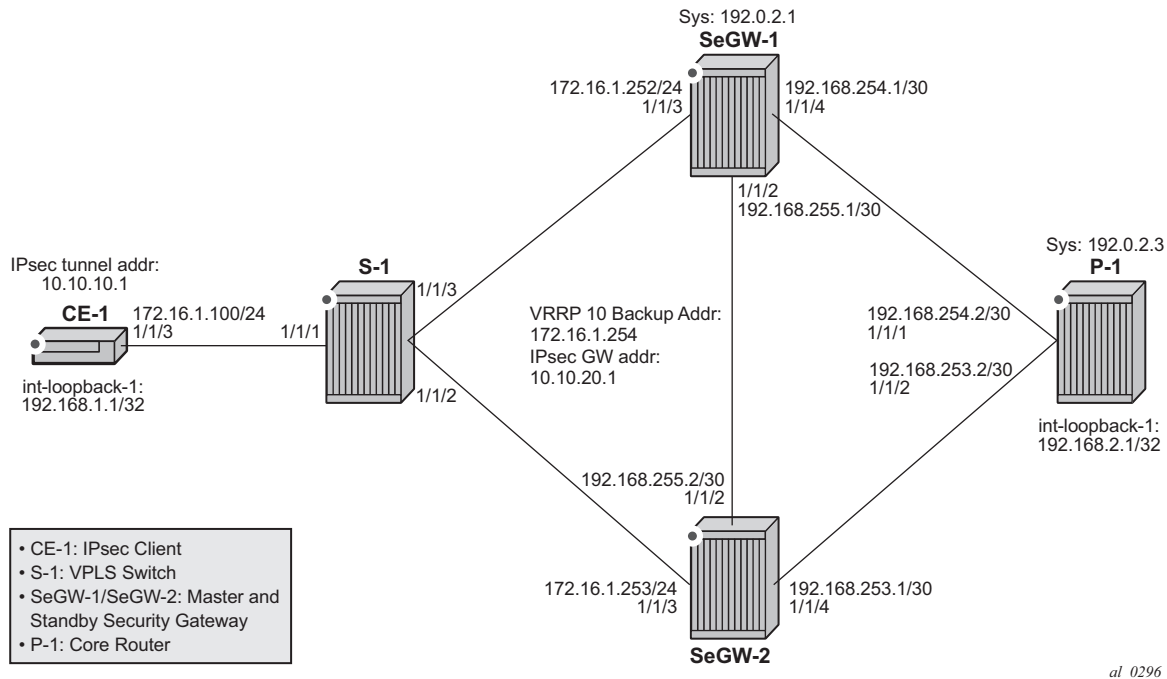 Sys: 192.0.2.1
SeGW-1
172.16.1.252/24
1/1/3
192.168.254.1/30
1/1/4
1/1/2
192.168.255.1/30
IPsec tunnel addr:
10.10.10.1
CE-1
172.16.1.100/24
1/1/3
int-loopback-1:
192.168.1.1/32
S-1
1/1/1
1/1/3
1/1/2
VRRP 10 Backup Addr:
172.16.1.254
IPsec GW addr:
10.10.20.1
Sys: 192.0.2.3
P-1
192.168.254.2/30
1/1/1
192.168.253.2/30
1/1/2
int-loopback-1:
192.168.2.1/32
192.168.255.2/30
1/1/2
172.16.1.253/24
1/1/3
192.168.253.1/30
1/1/4
SeGW-2
• CE-1: IPsec Client
• S-1: VPLS Switch
• SeGW-1/SeGW-2: Master and
Standby Security Gateway
• P-1: Core Router
al_0296